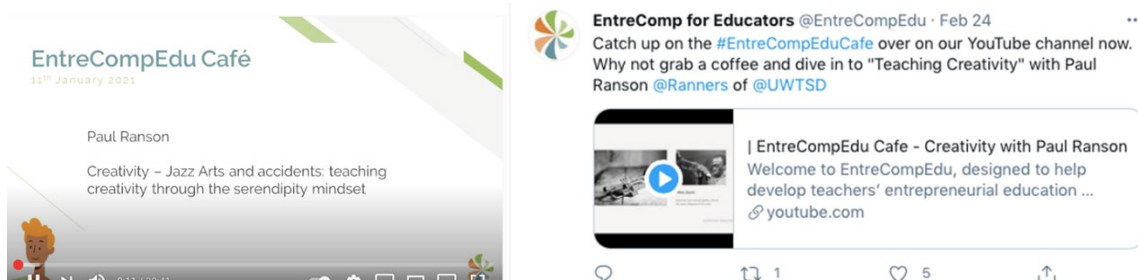 EntreCompEdu Café
11th January 2021
Paul Ranson
Creativity – Jazz Arts and accidents: teaching
creativity through the serendipity mindset
EntreComp for Educators @EntreCompEdu · Feb 24
Catch up on the #EntreCompEduCafe over on our YouTube channel now.
Why not grab a coffee and dive in to "Teaching Creativity" with Paul
Ranson @Ranners of @UWTSD
| EntreCompEdu Cafe - Creativity with Paul Ranson
Welcome to EntreCompEdu, designed to help
develop teachers’ entrepreneurial education ...
youtube.com
1
5